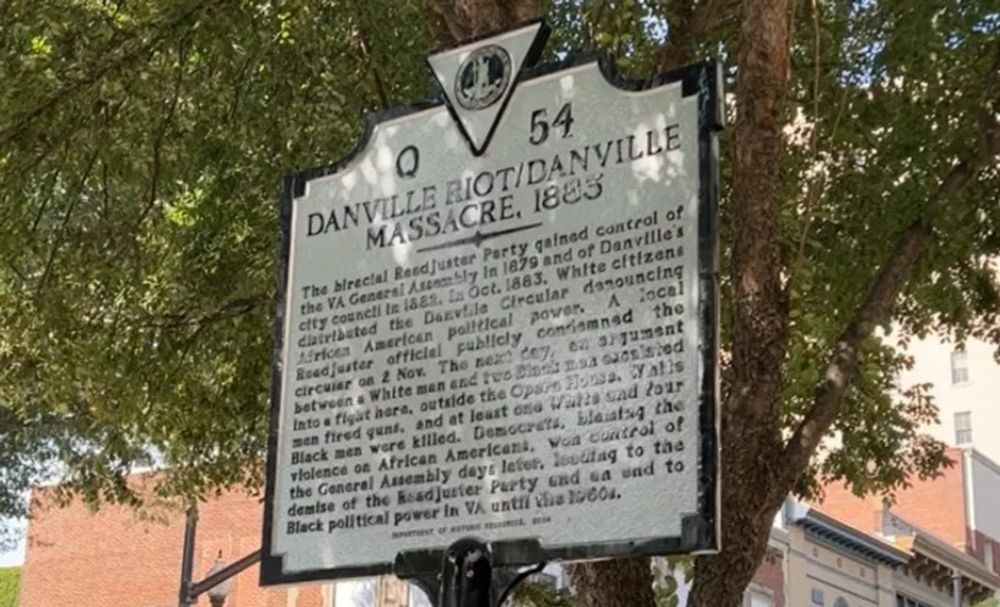 Q 54
DANVILLE RIOT/DANVILLE
MASSACRE, 1883
The biracial Readjuster Party gained control of
the VA General Assembly in 1879 and of Danville's
city council in 1882. In Oct. 1883, White citizens
distributed the Danville Circular denouncing
African American political power. A local
Readjuster official publicly condemned the
circular on 2 Nov. The next day, an argument
between a White man and two Black men escalated
into a fight here, outside the Opera House. White
men fired guns, and at least one White and four
Black men were killed. Democrats, blaming the
violence on African Americans, won control of
the General Assembly days later, leading to the
demise of the Readjuster Party and an end to
Black political power in VA until the 1960s.
DEPARTMENT OF HISTORIC RESOURCES,